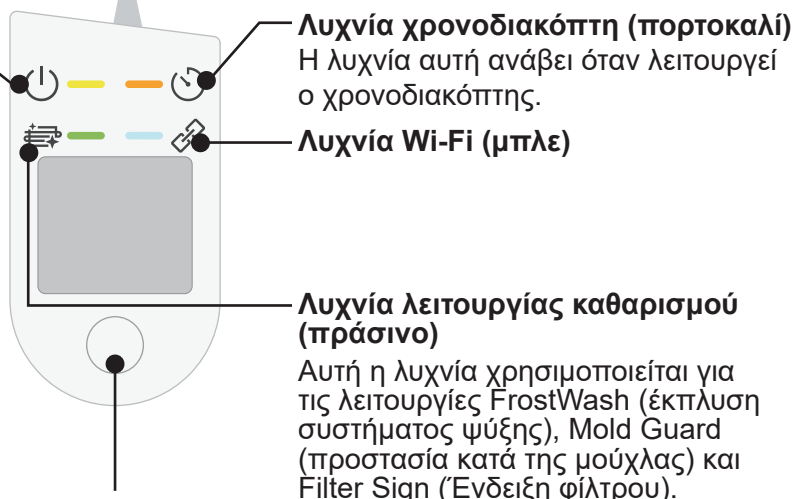 Λυχνία χρονοδιακόπτη (πορτοκαλί)
Η λυχνία αυτή ανάβει όταν λειτουργεί
ο χρονοδιακόπτης.
Λυχνία Wi-Fi (μπλε)
Λυχνία λειτουργίας καθαρισμού
(πράσινο)
Αυτή η λυχνία χρησιμοποιείται για
τις λειτουργίες FrostWash (έκπλυση
συστήματος ψύξης), Mold Guard
(προστασία κατά της μούχλας) και
Filter Sign (Ένδειξη φίλτρου).